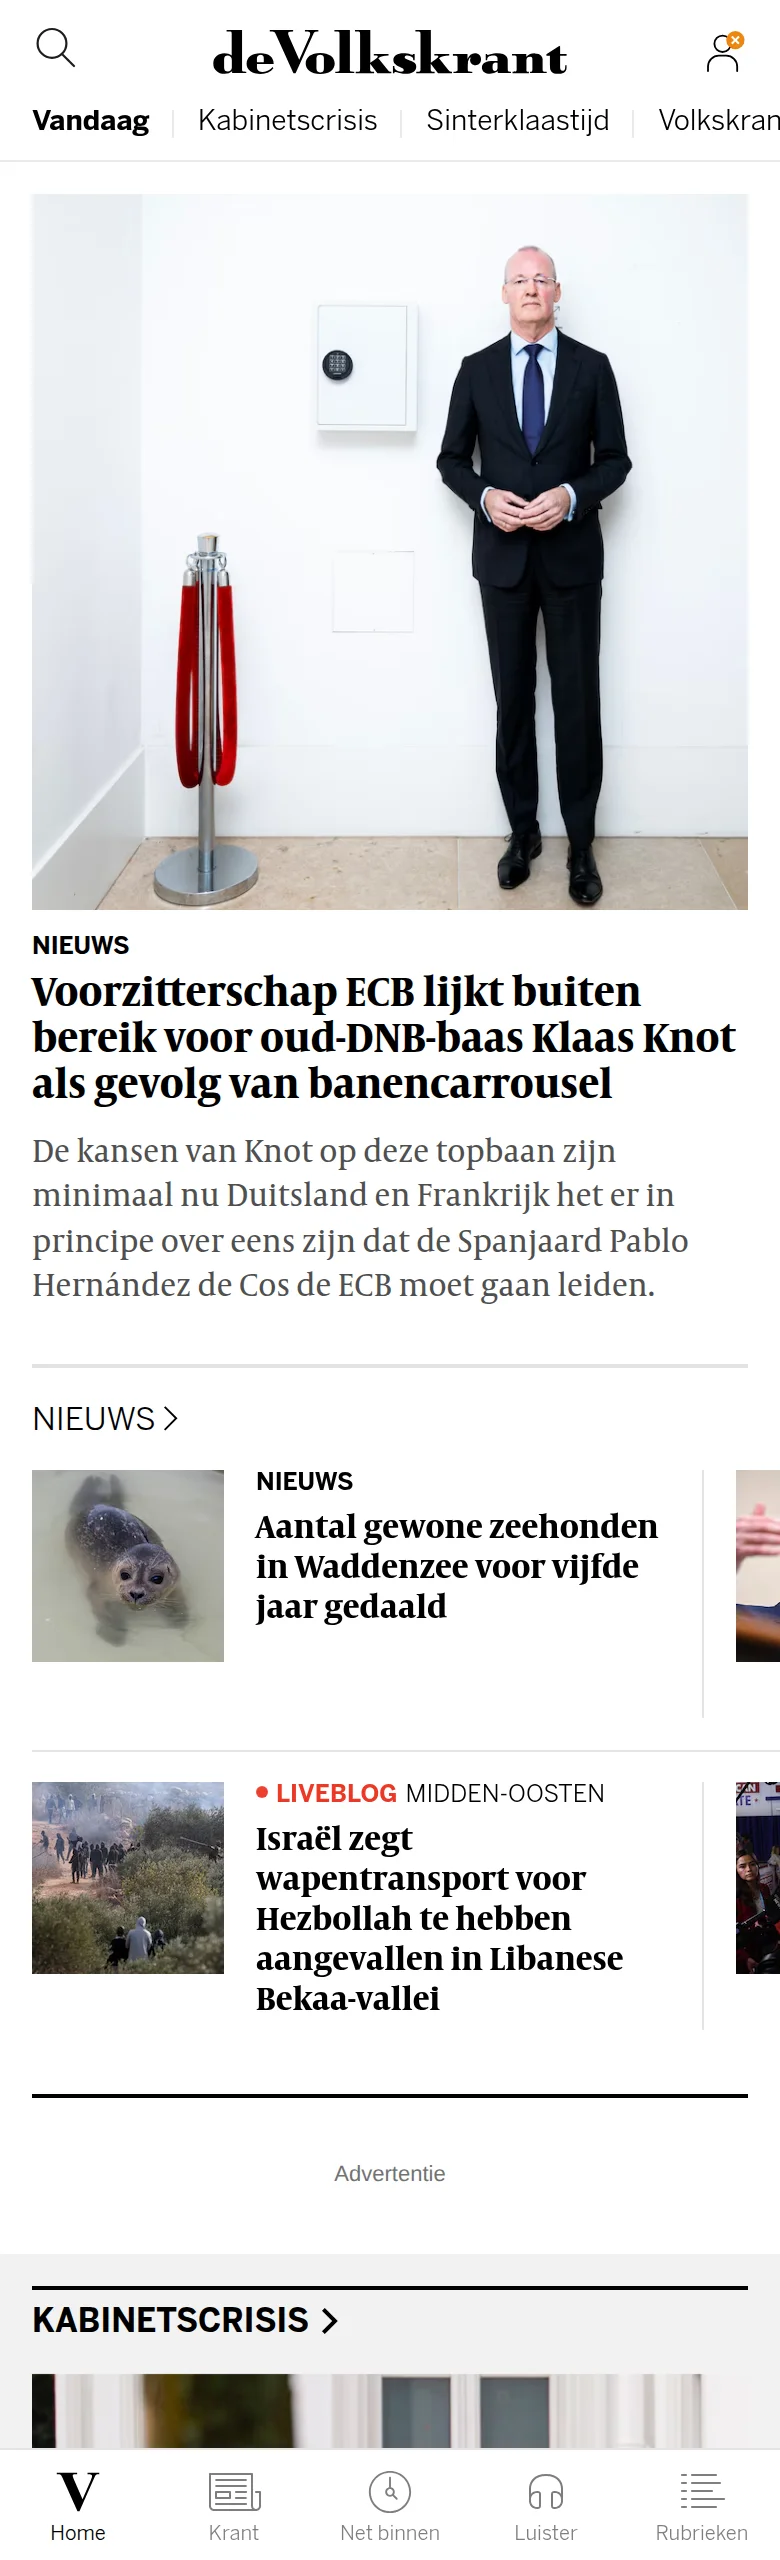 deVolkskrant
Vandaag Kabinetscrisis Sinterklaastijd Volkskran
NIEUWS
Voorzitterschap ECB lijkt buiten
bereik voor oud-DNB-baas Klaas Knot
als gevolg van banencarrousel
De kansen van Knot op deze topbaan zijn
minimaal nu Duitsland en Frankrijk het er in
principe over eens zijn dat de Spanjaard Pablo
Hernández de Cos de ECB moet gaan leiden.
NIEUWS
NIEUWS
Aantal gewone zeehonden
in Waddenzee voor vijfde
jaar gedaald
LIVEBLOG MIDDEN-OOSTEN
Israël zegt
wapentransport voor
Hezbollah te hebben
aangevallen in Libanese
Bekaa-vallei
Advertentie
KABINETSCRISIS
V
Home Krant Net binnen Luister Rubrieken